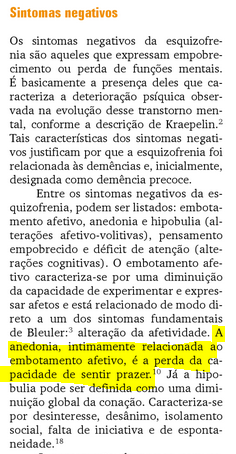 Sintomas negativos
Os sintomas negativos da esquizofre-
nia são aqueles que expressam empobre-
cimento ou perda de funções mentais.
É basicamente a presença deles que ca-
racteriza a deterioração psíquica obser-
vada na evolução desse transtorno men-
tal, conforme a descrição de Kraepelin.2
Tais características dos sintomas negati-
vos justificam por que a esquizofrenia foi
relacionada às demências e, inicialmente,
designada como demência precoce.
Entre os sintomas negativos da es-
quizofrenia, podem ser listados: embota-
mento afetivo, anedonia e hipobulia (al-
terações afetivo-volitivas), pensamento
empobrecido e déficit de atenção (alte-
rações cognitivas). O embotamento afe-
tivo caracteriza-se por uma diminuição
da capacidade de experimentar e expres-
sar afetos e está relacionado de modo di-
reto a um dos sintomas fundamentais
de Bleuler:3 alteração da afetividade. A
anedonia, intimamente relacionada ao
embotamento afetivo, é a perda da ca-
pacidade de sentir prazer.10 Já a hipo-
bulia pode ser definida como uma dimi-
nuição global da conação. Caracteriza-se
por desinteresse, desânimo, isolamento
social, falta de iniciativa e de esponta-
neidade.18